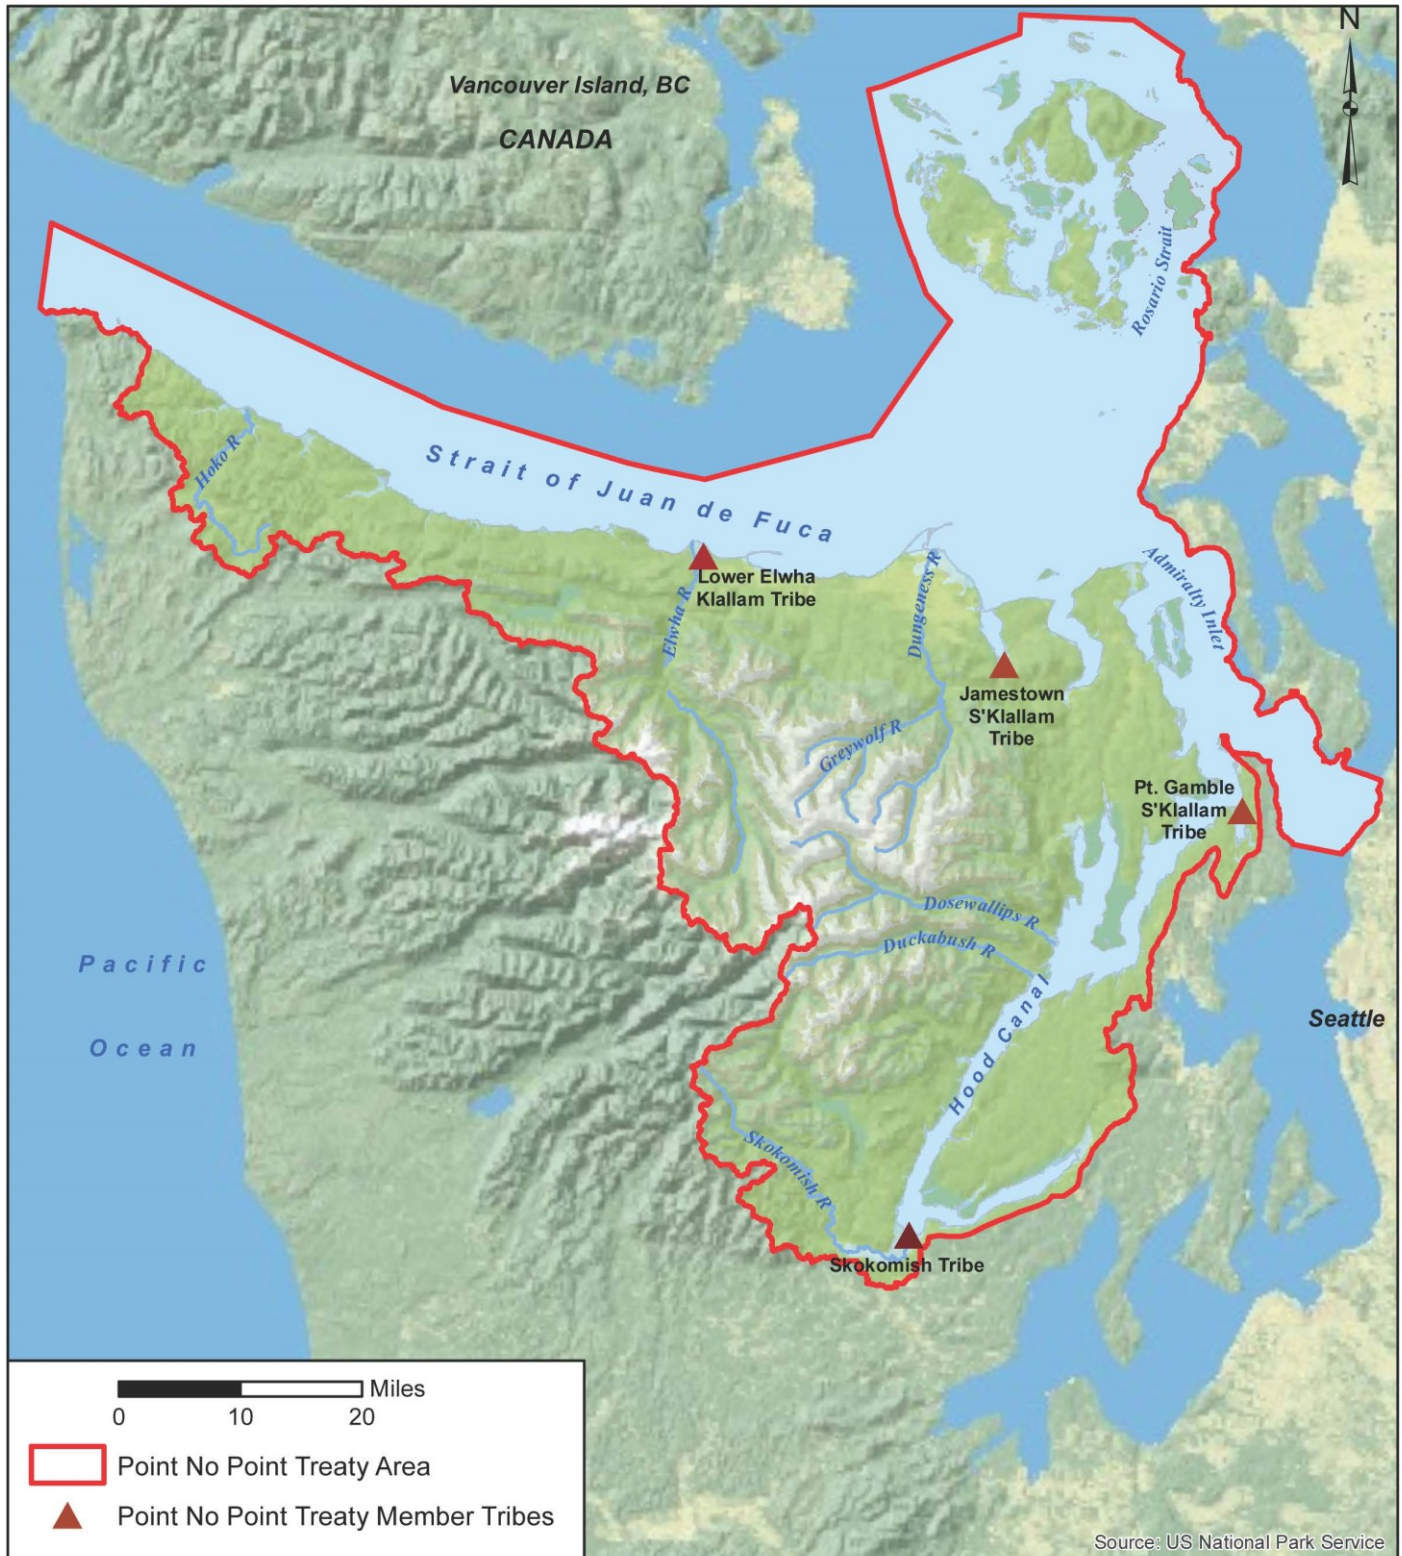 N
Vancouver Island, BC
CANADA
Rosario Strait
Hoko R
Strait of Juan de Fuca
Admiralty Inlet
Lower Elwha
Klallam Tribe
Elwha R
Dungeness R
Jamestown
S'Klallam
Tribe
Greywolf R
Pt. Gamble
S'Klallam
Tribe
Dosewallips R
Duckabush R
Pacific
Ocean
Hood Canal
Seattle
Skokomish R
Skokomish Tribe
Miles
0 10 20
Point No Point Treaty Area
Point No Point Treaty Member Tribes
Source: US National Park Service